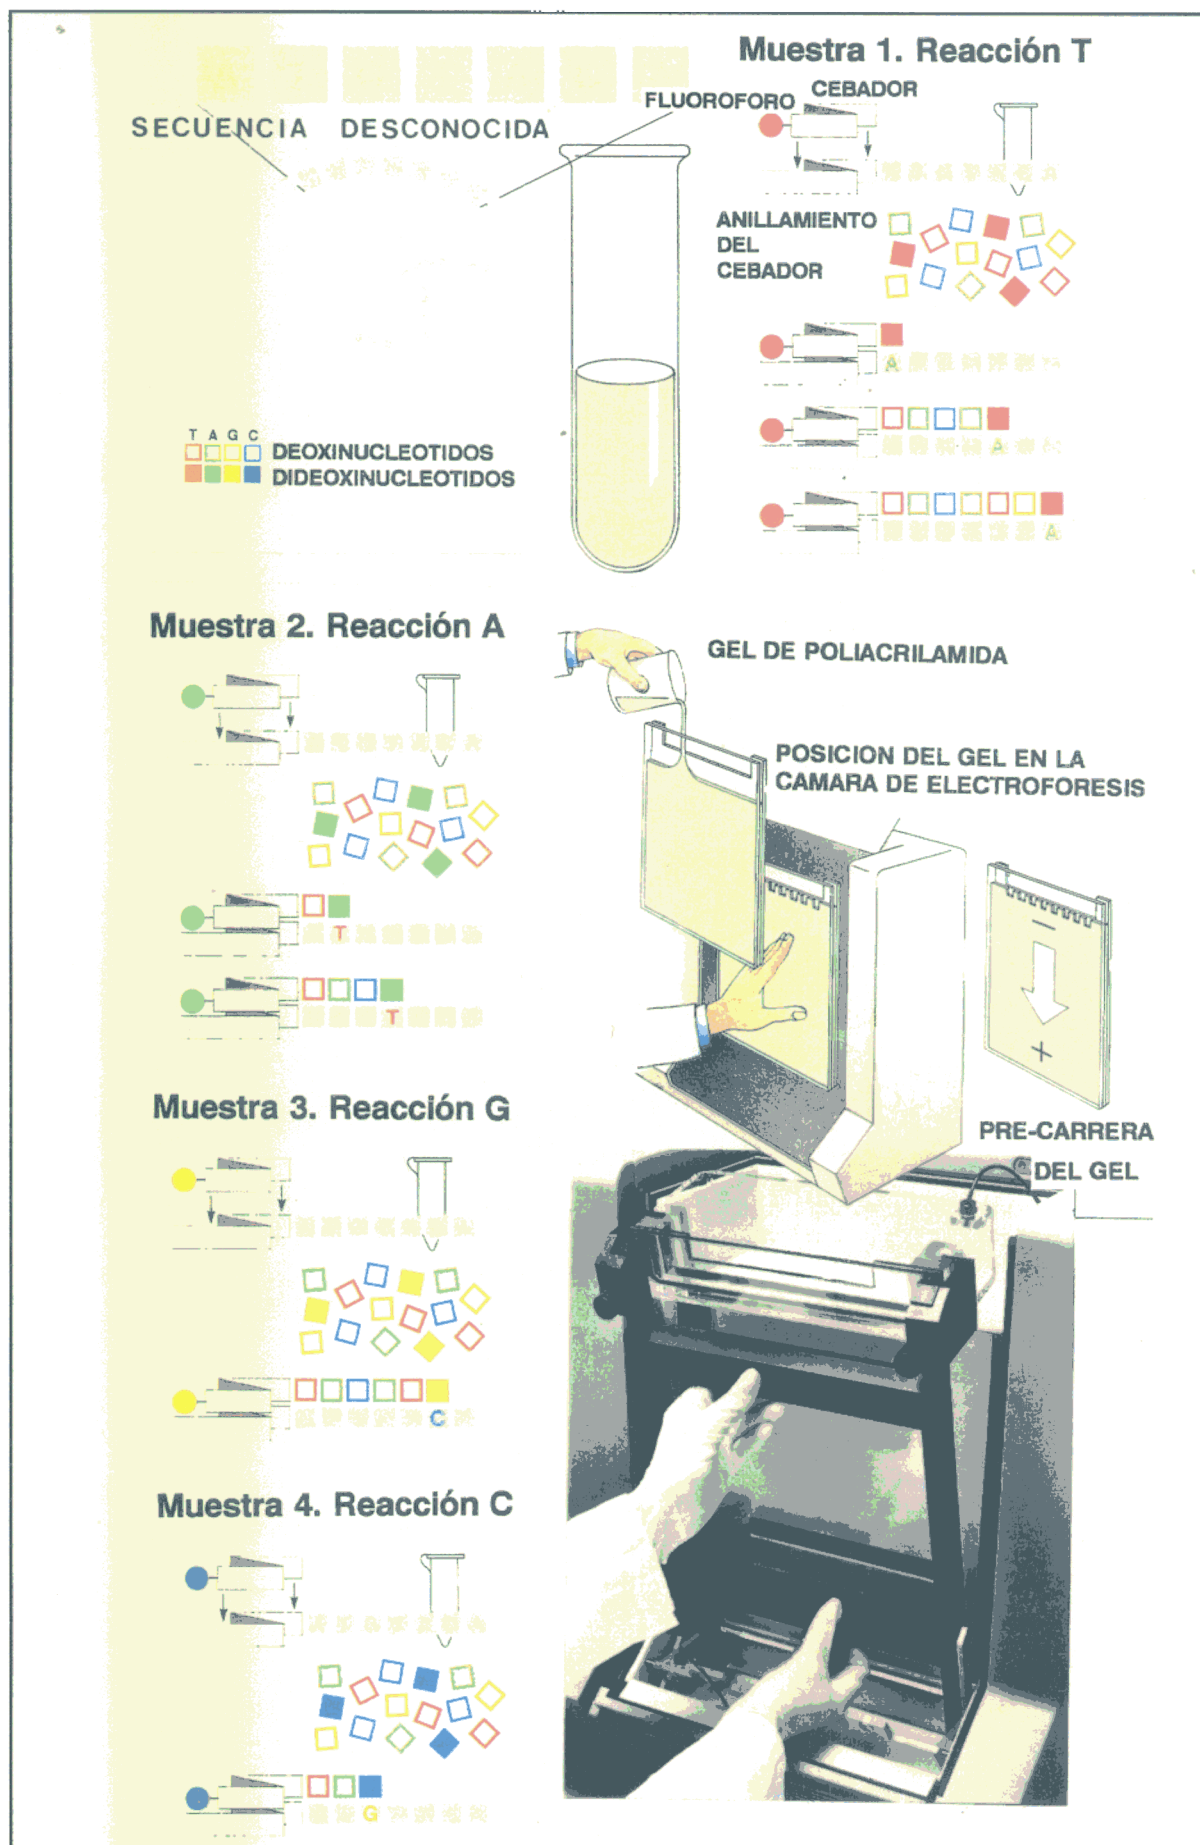 Muestra 1. Reacción T
CEBADOR
FLUOROFORO
SECUENCIA DESCONOCIDA
ANILLAMIENTO
DEL
CEBADOR
A
T A G C
DEOXINUCLEOTIDOS
DIDEOXINUCLEOTIDOS
A
A
Muestra 2. Reacción A
GEL DE POLIACRILAMIDA
POSICION DEL GEL EN LA
CAMARA DE ELECTROFORESIS
T
T
−
+
Muestra 3. Reacción G
PRE-CARRERA
DEL GEL
C
Muestra 4. Reacción C
G